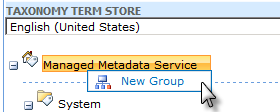 TAXONOMY TERM STORE
English (United States)
Managed Metadata Service
New Group
System